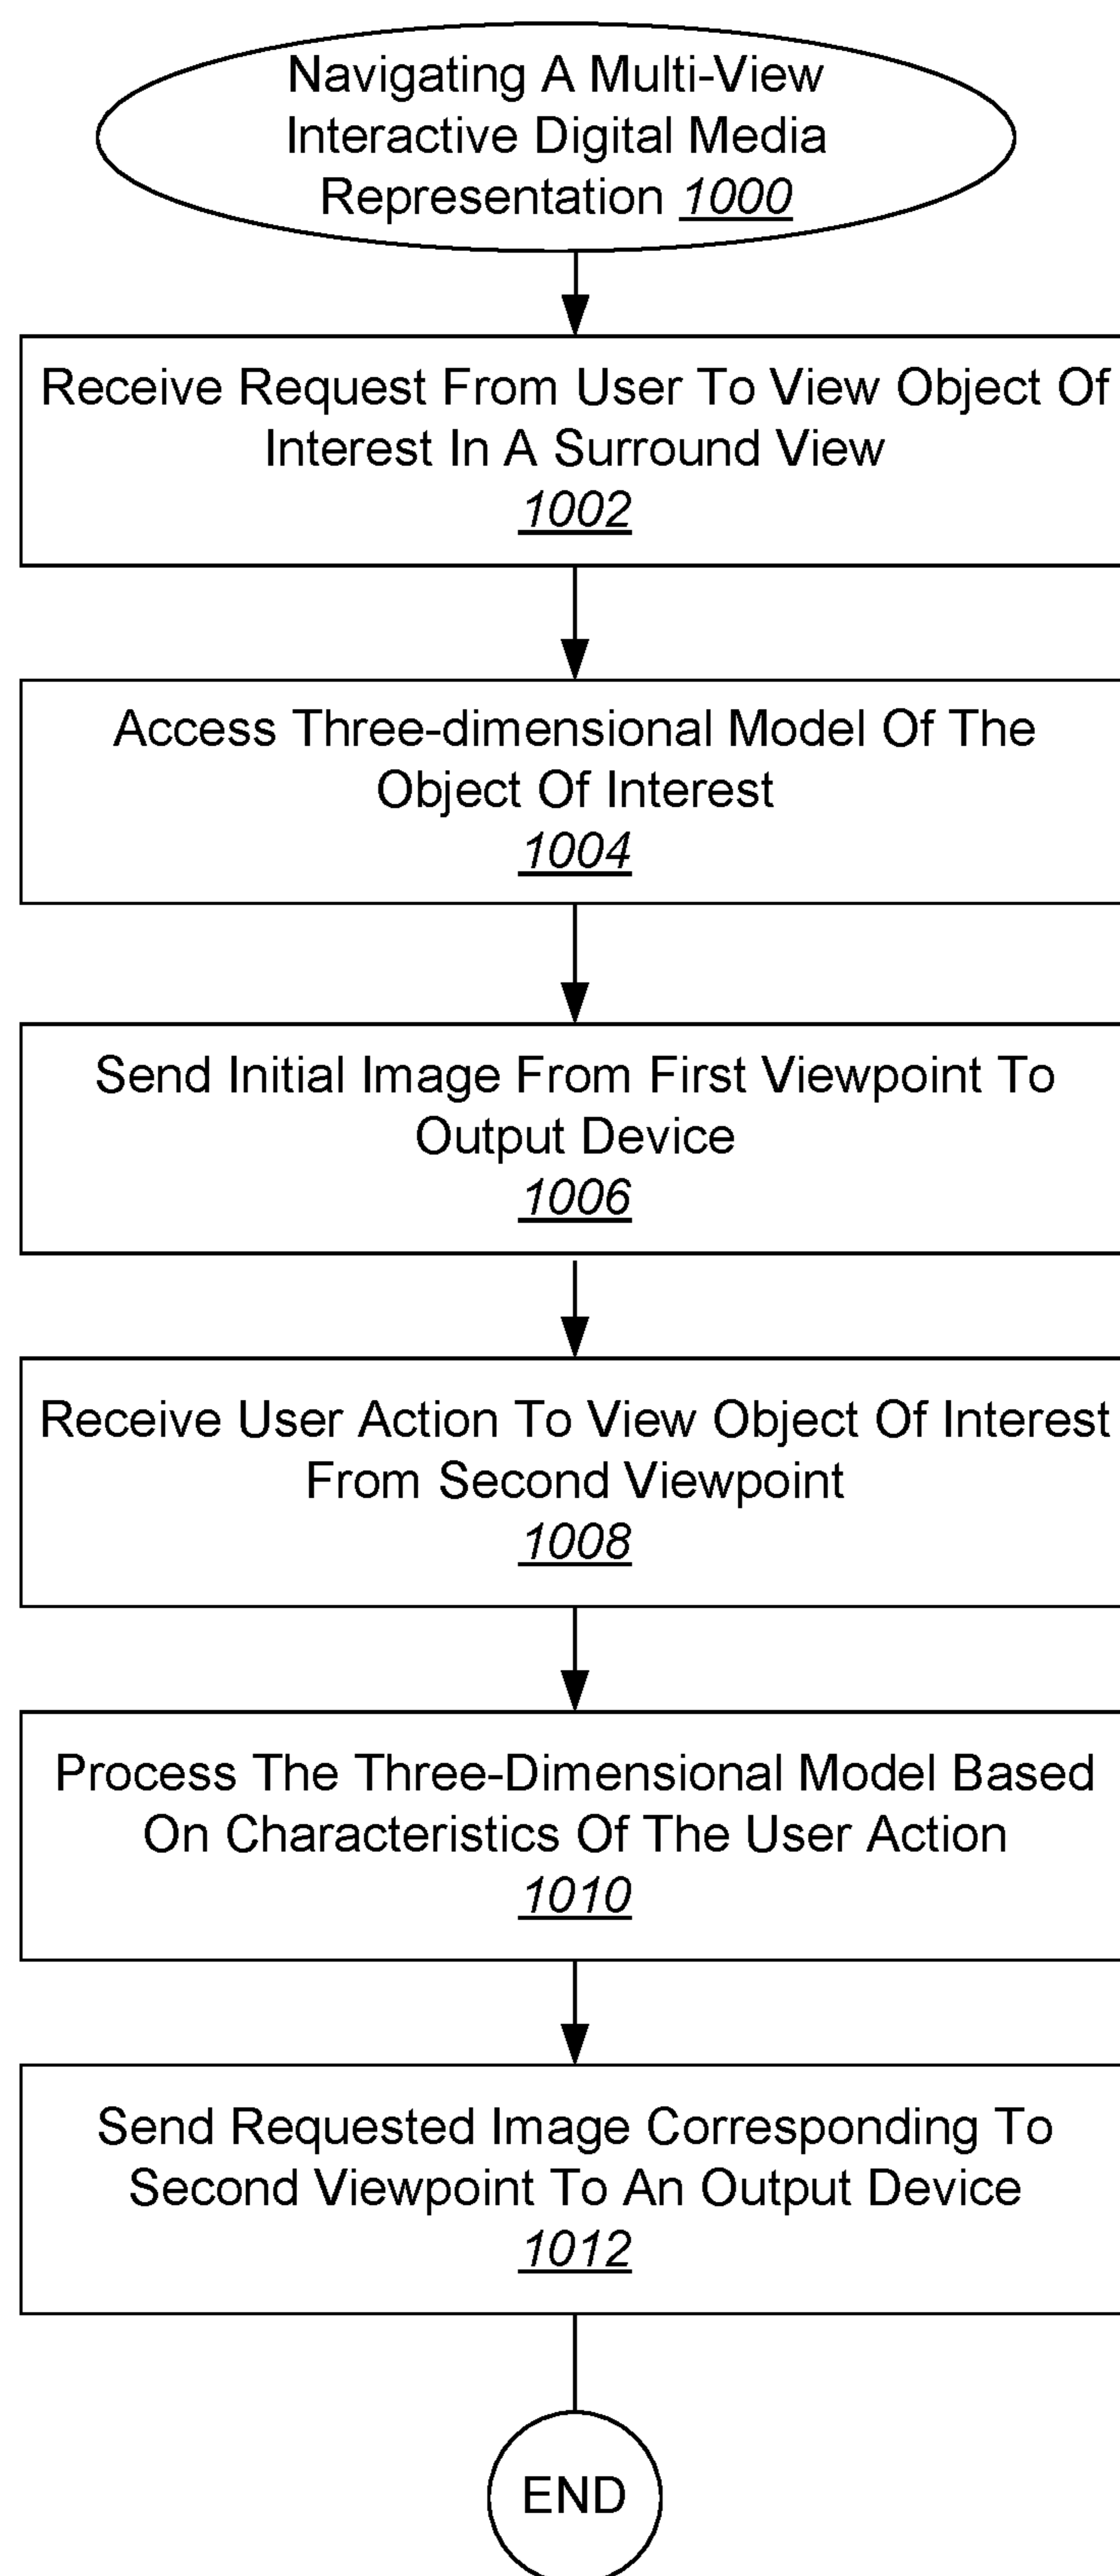 Navigating A Multi-View
Interactive Digital Media
Representation 1000
Receive Request From User To View Object Of
Interest In A Surround View
1002
Access Three-dimensional Model Of The
Object Of Interest
1004
Send Initial Image From First Viewpoint To
Output Device
1006
Receive User Action To View Object Of Interest
From Second Viewpoint
1008
Process The Three-Dimensional Model Based
On Characteristics Of The User Action
1010
Send Requested Image Corresponding To
Second Viewpoint To An Output Device
1012
END